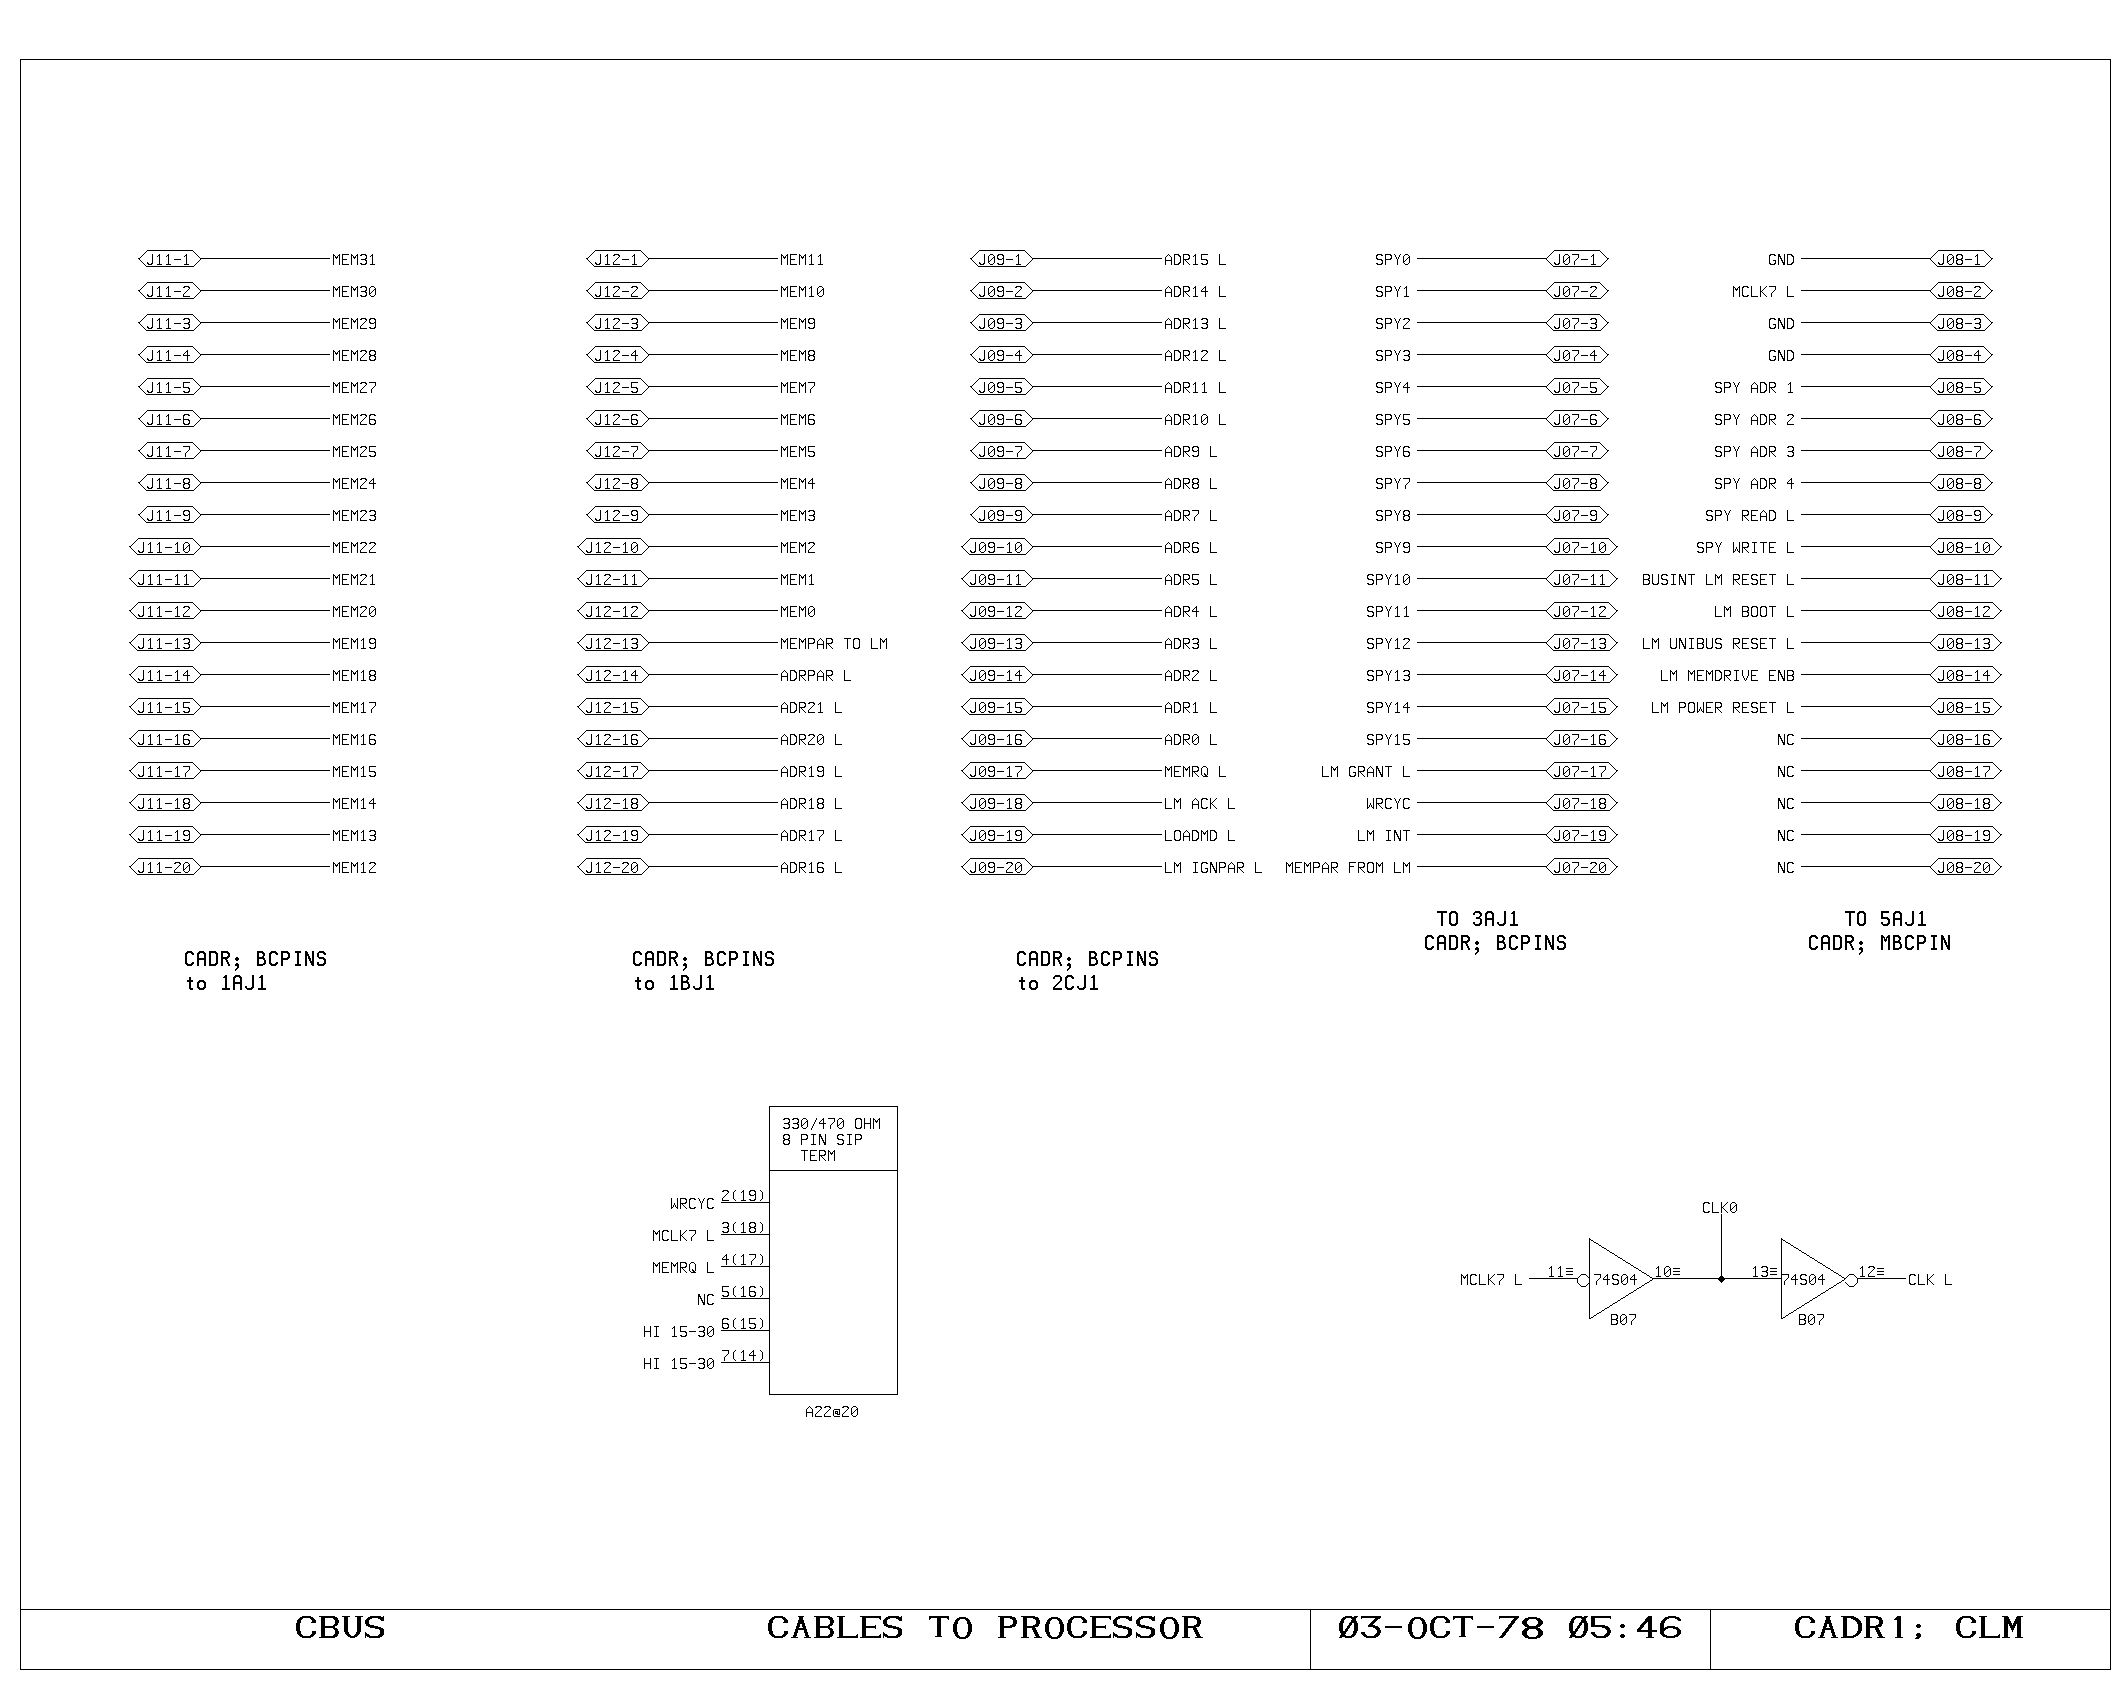 J11-1 MEM31 J12-1 MEM11 J09-1 ADR15 L SPY0 J07-1 GND J08-1
J11-2 MEM30 J12-2 MEM10 J09-2 ADR14 L SPY1 J07-2 MCLK7 L J08-2
J11-3 MEM29 J12-3 MEM9 J09-3 ADR13 L SPY2 J07-3 GND J08-3
J11-4 MEM28 J12-4 MEM8 J09-4 ADR12 L SPY3 J07-4 GND J08-4
J11-5 MEM27 J12-5 MEM7 J09-5 ADR11 L SPY4 J07-5 SPY ADR 1 J08-5
J11-6 MEM26 J12-6 MEM6 J09-6 ADR10 L SPY5 J07-6 SPY ADR 2 J08-6
J11-7 MEM25 J12-7 MEM5 J09-7 ADR9 L SPY6 J07-7 SPY ADR 3 J08-7
J11-8 MEM24 J12-8 MEM4 J09-8 ADR8 L SPY7 J07-8 SPY ADR 4 J08-8
J11-9 MEM23 J12-9 MEM3 J09-9 ADR7 L SPY8 J07-9 SPY READ L J08-9
J11-10 MEM22 J12-10 MEM2 J09-10 ADR6 L SPY9 J07-10 SPY WRITE L J08-10
J11-11 MEM21 J12-11 MEM1 J09-11 ADR5 L SPY10 J07-11 BUSINT LM RESET L J08-11
J11-12 MEM20 J12-12 MEM0 J09-12 ADR4 L SPY11 J07-12 LM BOOT L J08-12
J11-13 MEM19 J12-13 MEMPAR TO LM J09-13 ADR3 L SPY12 J07-13 LM UNIBUS RESET L J08-13
J11-14 MEM18 J12-14 ADRPAR L J09-14 ADR2 L SPY13 J07-14 LM MEMDRIVE ENB J08-14
J11-15 MEM17 J12-15 ADR21 L J09-15 ADR1 L SPY14 J07-15 LM POWER RESET L J08-15
J11-16 MEM16 J12-16 ADR20 L J09-16 ADR0 L SPY15 J07-16 NC J08-16
J11-17 MEM15 J12-17 ADR19 L J09-17 MEMRQ L LM GRANT L J07-17 NC J08-17
J11-18 MEM14 J12-18 ADR18 L J09-18 LM ACK L WRCYC J07-18 NC J08-18
J11-19 MEM13 J12-19 ADR17 L J09-19 LOADMD L LM INT J07-19 NC J08-19
J11-20 MEM12 J12-20 ADR16 L J09-20 LM IGNPAR L MEMPAR FROM LM J07-20 NC J08-20
TO 3AJ1 TO 5AJ1
CADR; BCPINS CADR; MBCPIN
CADR; BCPINS CADR; BCPINS CADR; BCPINS
to 1AJ1 to 1BJ1 to 2CJ1
330/470 OHM
8 PIN SIP
TERM
WRCYC 2(19)
MCLK7 L 3(18)
MEMRQ L 4(17)
NC 5(16)
HI 15-30 6(15)
HI 15-30 7(14)
A22@20
CLK0
MCLK7 L 11≡ 74S04 10≡ 13≡ 74S04 12≡ CLK L
B07 B07
CBUS CABLES TO PROCESSOR Ø3-OCT-78 Ø5:46 CADR1; CLM